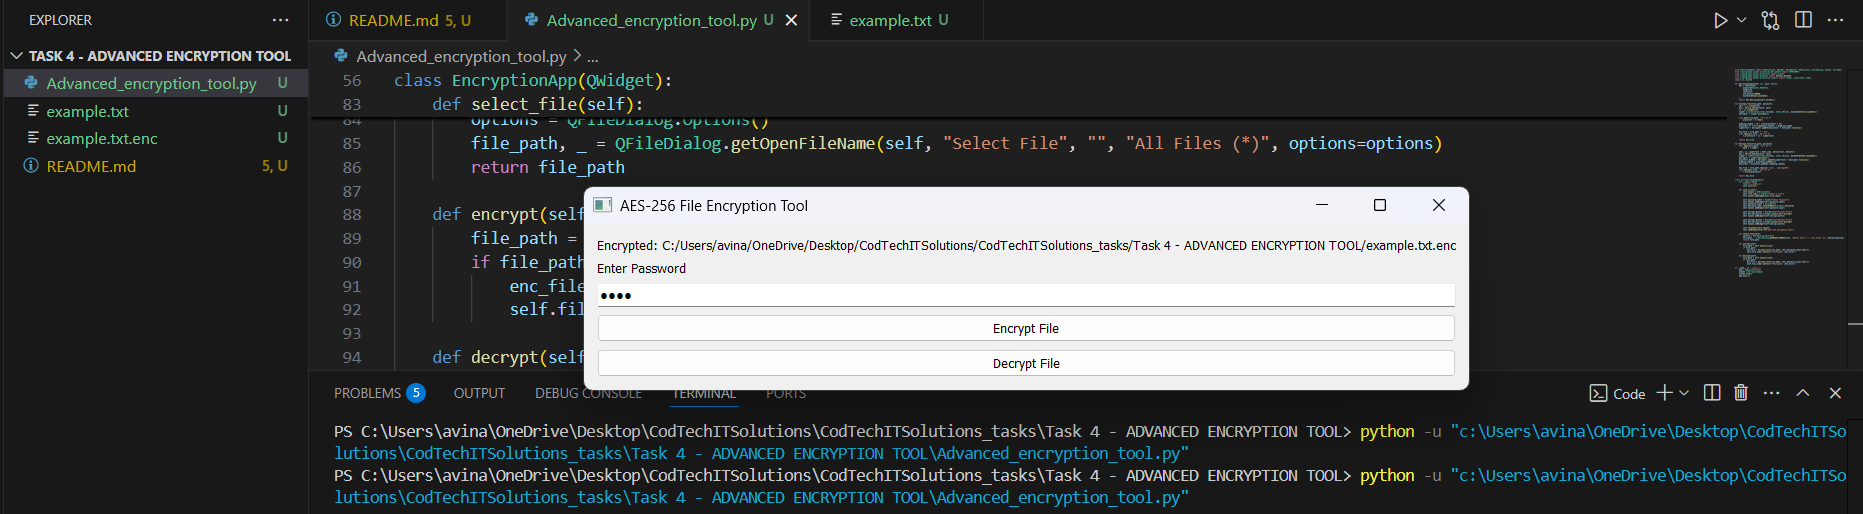 EXPLORER ...
TASK 4 - ADVANCED ENCRYPTION TOOL
Advanced_encryption_tool.py U
example.txt U
example.txt.enc U
README.md 5, U
README.md 5, U Advanced_encryption_tool.py U example.txt U
Advanced_encryption_tool.py > ...
56 class EncryptionApp(QWidget):
83 def select_file(self):
84 options = QFileDialog.Options()
85 file_path, _ = QFileDialog.getOpenFileName(self, "Select File", "", "All Files (*)", options=options)
86 return file_path
87
88 def encrypt(self
89 file_path =
90 if file_path
91 enc_file
92 self.fil
93
94 def decrypt(self
AES-256 File Encryption Tool
Encrypted: C:/Users/avina/OneDrive/Desktop/CodTechITSolutions/CodTechITSolutions_tasks/Task 4 - ADVANCED ENCRYPTION TOOL/example.txt.enc
Enter Password
••••
Encrypt File
Decrypt File
PROBLEMS 5 OUTPUT DEBUG CONSOLE TERMINAL PORTS
Code
PS C:\Users\avina\OneDrive\Desktop\CodTechITSolutions\CodTechITSolutions_tasks\Task 4 - ADVANCED ENCRYPTION TOOL> python -u "c:\Users\avina\OneDrive\Desktop\CodTechITSo
lutions\CodTechITSolutions_tasks\Task 4 - ADVANCED ENCRYPTION TOOL\Advanced_encryption_tool.py"
PS C:\Users\avina\OneDrive\Desktop\CodTechITSolutions\CodTechITSolutions_tasks\Task 4 - ADVANCED ENCRYPTION TOOL> python -u "c:\Users\avina\OneDrive\Desktop\CodTechITSo
lutions\CodTechITSolutions_tasks\Task 4 - ADVANCED ENCRYPTION TOOL\Advanced_encryption_tool.py"